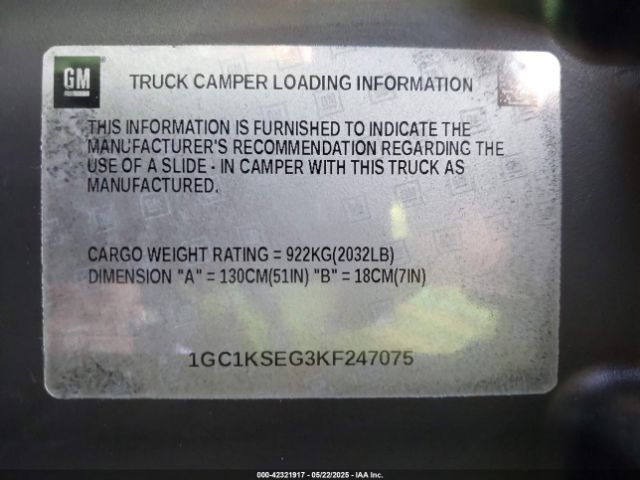 GM
TRUCK CAMPER LOADING INFORMATION
THIS INFORMATION IS FURNISHED TO INDICATE THE
MANUFACTURER'S RECOMMENDATION REGARDING THE
USE OF A SLIDE - IN CAMPER WITH THIS TRUCK AS
MANUFACTURED.
CARGO WEIGHT RATING = 922KG(2032LB)
DIMENSION "A" = 130CM(51IN) "B" = 18CM(7IN)
1GC1KSEG3KF247075
000-42321917 - 05/22/2025 - IAA Inc.